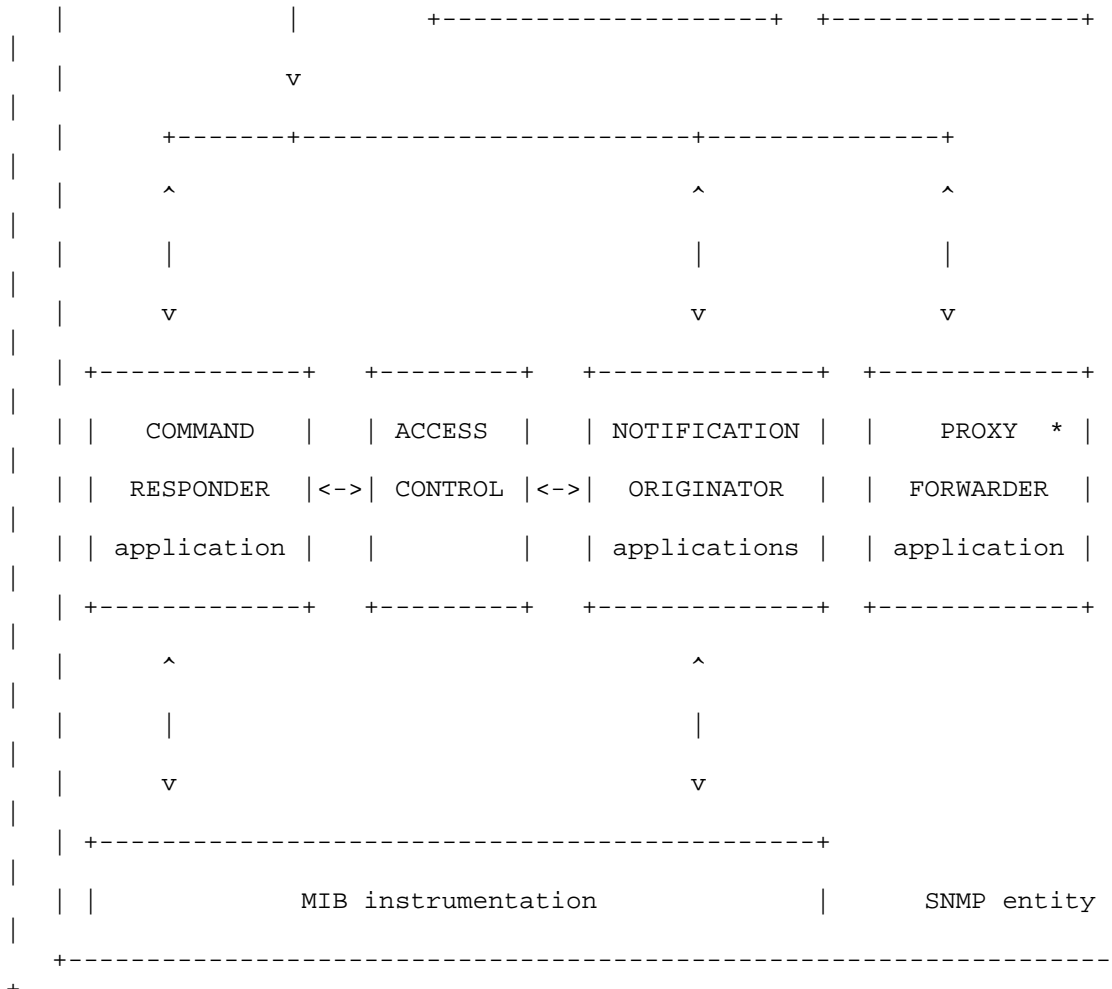 |              |          +---------------------+  +----------------+
|
    |              v
|
    |       +-------+-------------------------+---------------+
|
    |       ^                                 ^               ^
|
    |       |                                 |               |
|
    |       v                                 v               v
|
    | +-------------+   +---------+   +--------------+  +-------------+
|
    | |   COMMAND   |   | ACCESS  |   | NOTIFICATION |  |    PROXY  * |
|
    | |  RESPONDER  |<->| CONTROL |<->|  ORIGINATOR  |  |  FORWARDER  |
|
    | | application |   |         |   | applications |  | application |
|
    | +-------------+   +---------+   +--------------+  +-------------+
|
    |       ^                                 ^
|
    |       |                                 |
|
    |       v                                 v
|
    | +----------------------------------------------+
|
    | |             MIB instrumentation              |      SNMP entity
|
    +--------------------------------------------------------------------
+